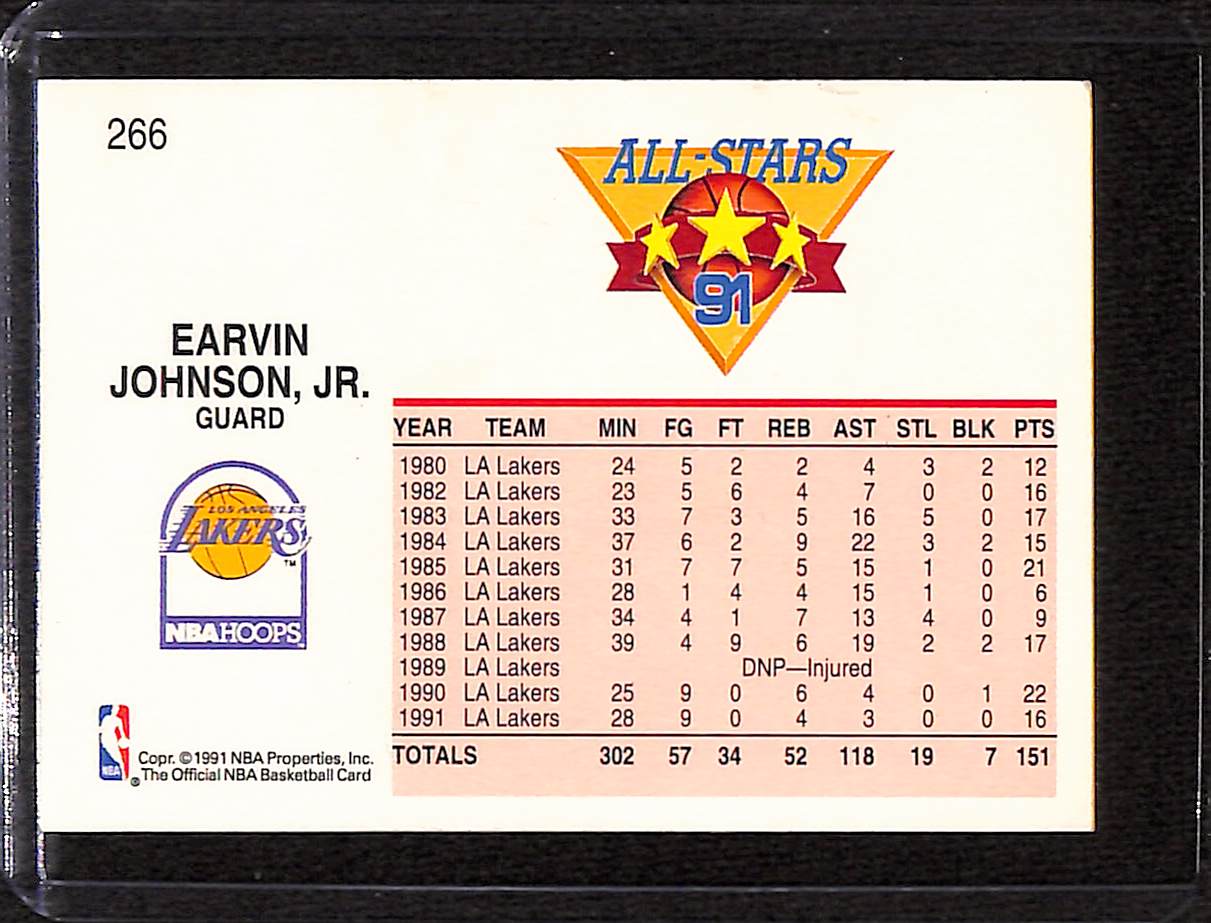 266
ALL-STARS
91
EARVIN
JOHNSON, JR.
GUARD
LOS ANGELES
LAKERS
TM
NBAHOOPS
YEAR TEAM MIN FG FT REB AST STL BLK PTS
1980 LA Lakers 24 5 2 2 4 3 2 12
1982 LA Lakers 23 5 6 4 7 0 0 16
1983 LA Lakers 33 7 3 5 16 5 0 17
1984 LA Lakers 37 6 2 9 22 3 2 15
1985 LA Lakers 31 7 7 5 15 1 0 21
1986 LA Lakers 28 1 4 4 15 1 0 6
1987 LA Lakers 34 4 1 7 13 4 0 9
1988 LA Lakers 39 4 9 6 19 2 2 17
1989 LA Lakers DNP—Injured
1990 LA Lakers 25 9 0 6 4 0 1 22
1991 LA Lakers 28 9 0 4 3 0 0 16
TOTALS 302 57 34 52 118 19 7 151
NBA
®
Copr. ©1991 NBA Properties, Inc.
The Official NBA Basketball Card